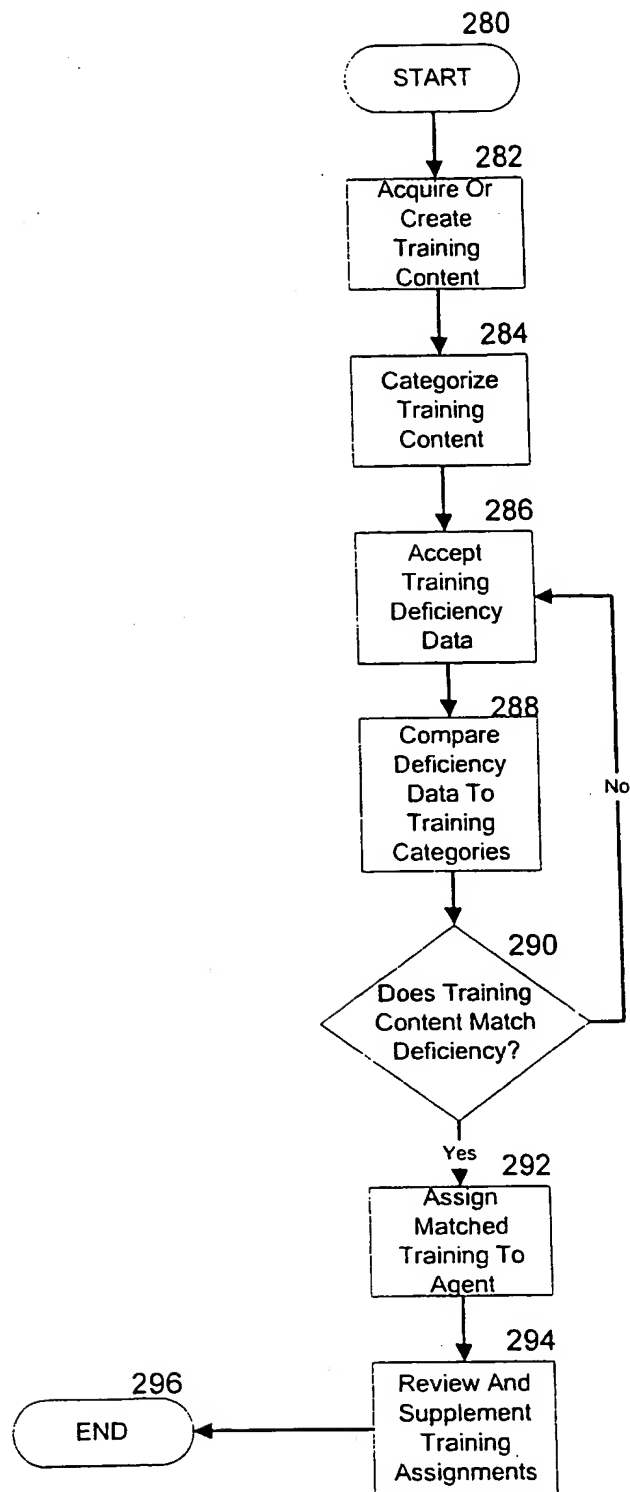 280
START
282
Acquire Or
Create
Training
Content
284
Categorize
Training
Content
286
Accept
Training
Deficiency
Data
288
Compare
Deficiency
Data To
Training
Categories
No
290
Does Training
Content Match
Deficiency?
Yes
292
Assign
Matched
Training To
Agent
294
Review And
Supplement
Training
Assignments
296
END